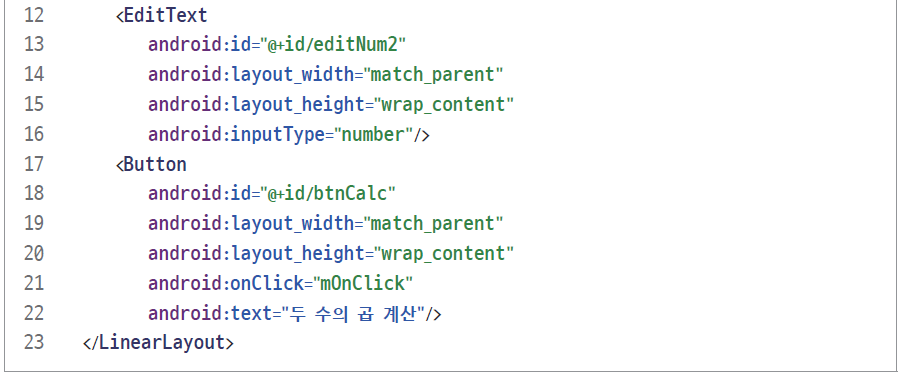 12 <EditText
13 android:id="@+id/editNum2"
14 android:layout_width="match_parent"
15 android:layout_height="wrap_content"
16 android:inputType="number"/>
17 <Button
18 android:id="@+id/btnCalc"
19 android:layout_width="match_parent"
20 android:layout_height="wrap_content"
21 android:onClick="mOnClick"
22 android:text="두 수의 곱 계산"/>
23 </LinearLayout>